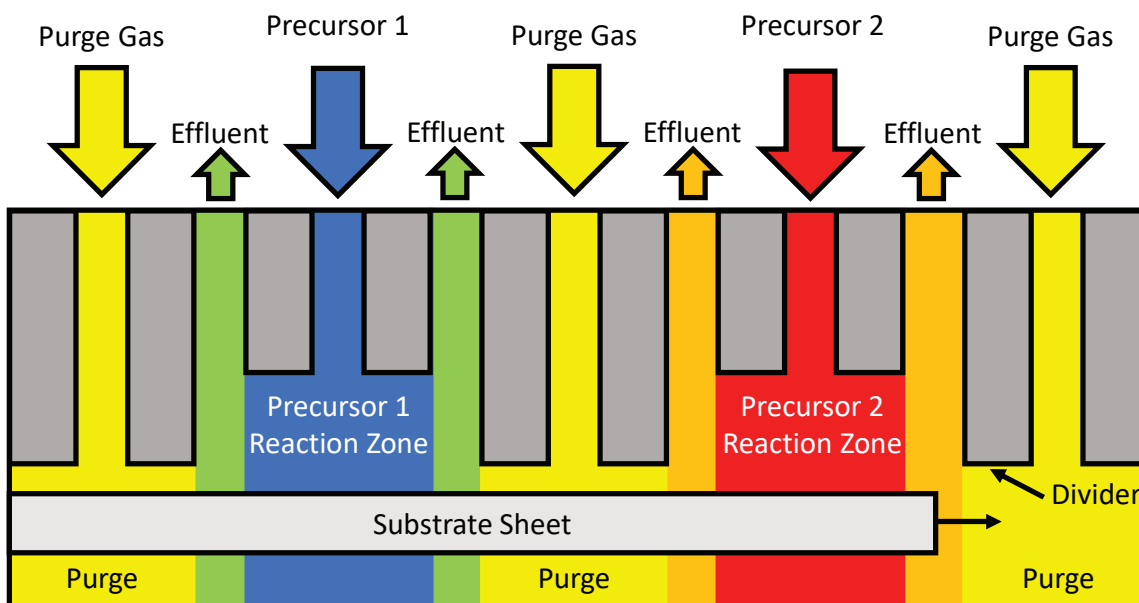 Purge Gas
Precursor 1
Purge Gas
Precursor 2
Purge Gas
Effluent
Effluent
Effluent
Effluent
Precursor 1
Reaction Zone
Precursor 2
Reaction Zone
Divider
Substrate Sheet
Purge
Purge
Purge